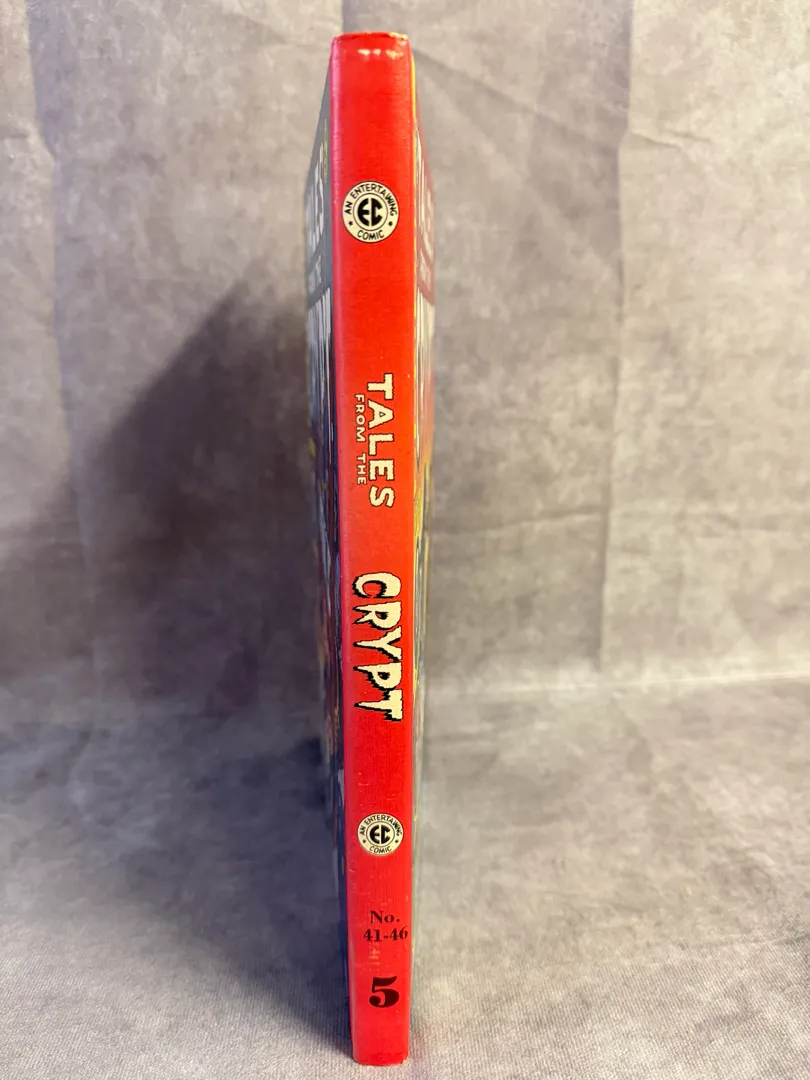 AN ENTERTAINING
EC
COMIC
TALES
FROM THE
CRYPT
AN ENTERTAINING
EC
COMIC
No.
41-46
5